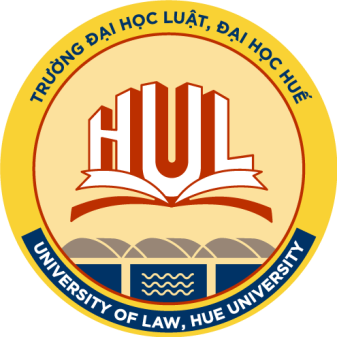 TRƯỜNG ĐẠI HỌC LUẬT, ĐẠI HỌC HUẾ
HUL
UNIVERSITY OF LAW, HUE UNIVERSITY